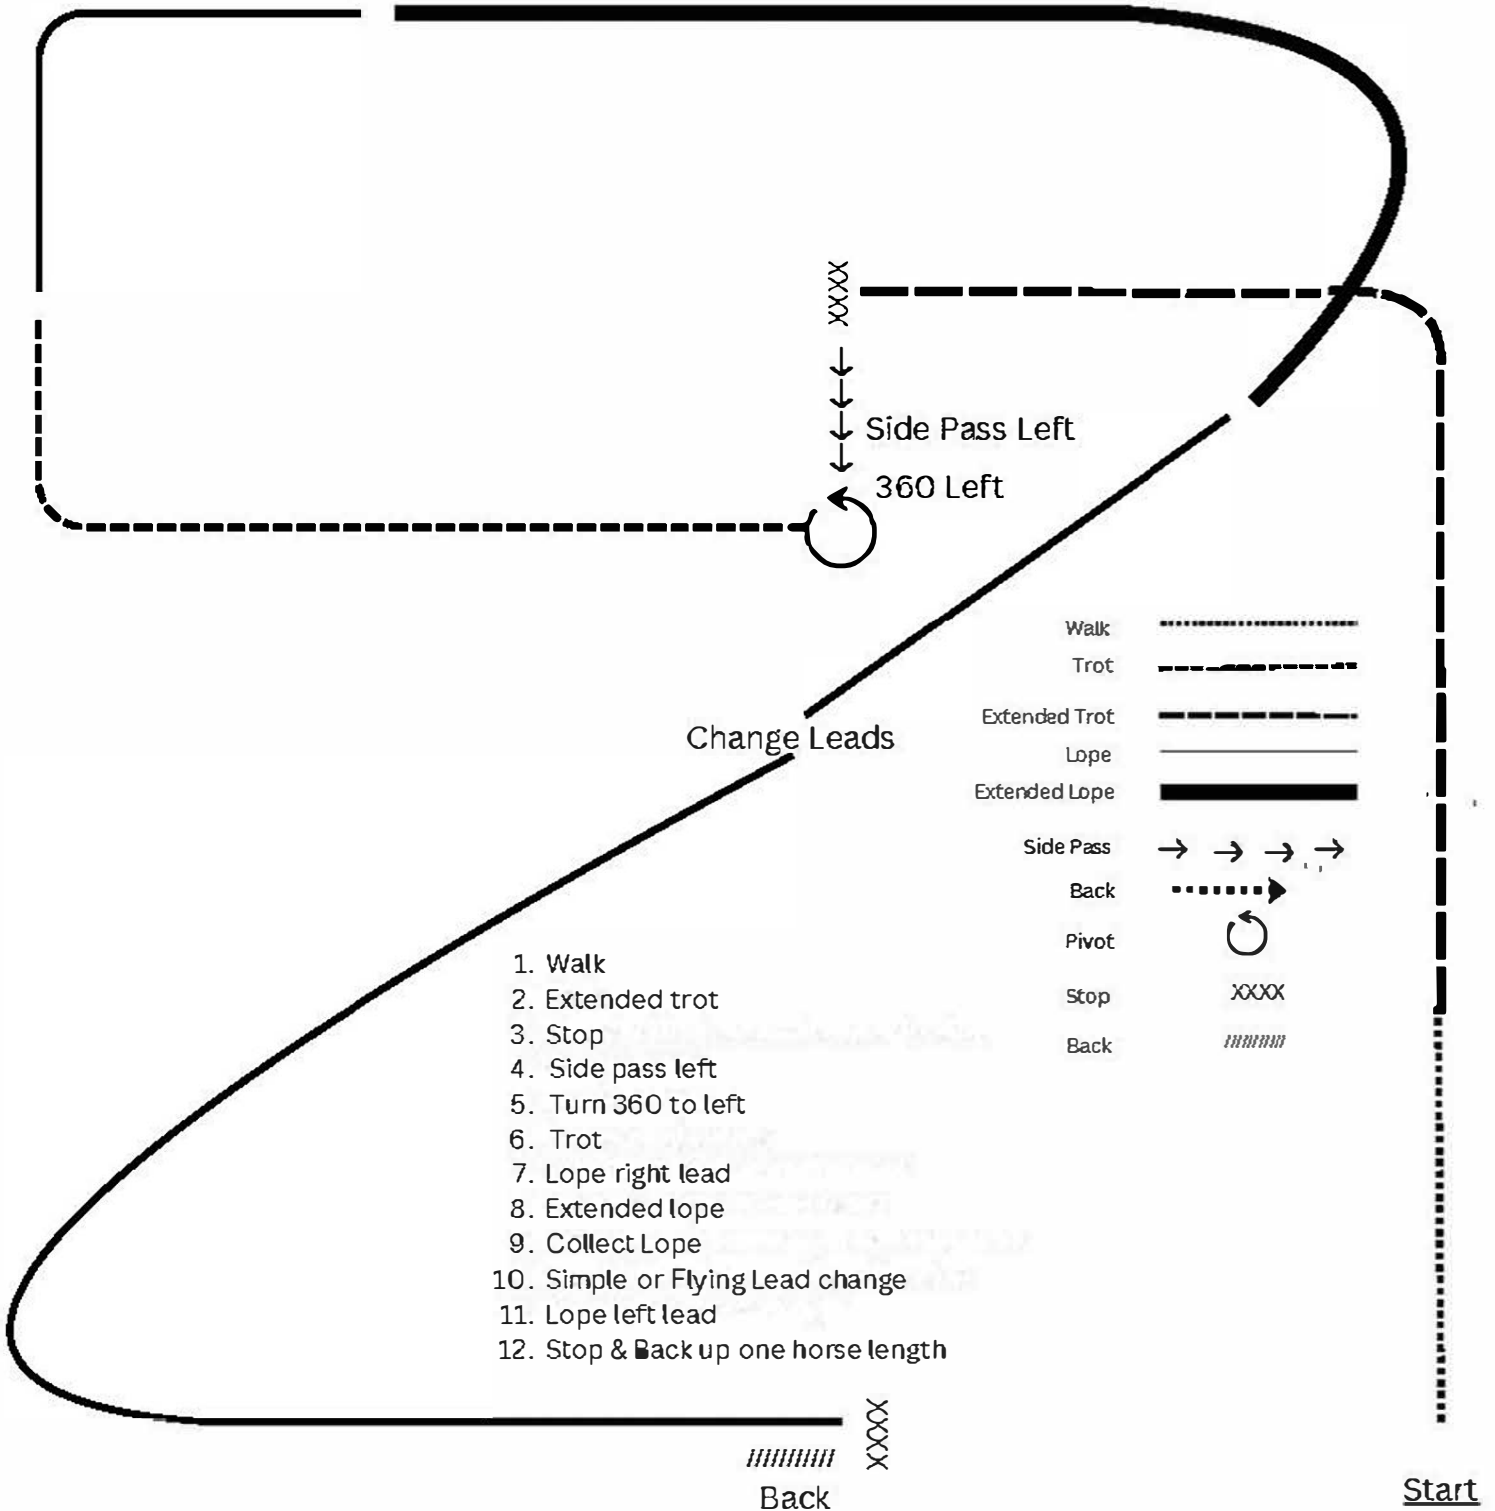 XXXX
Side Pass Left
360 Left
Change Leads
Walk
Trot
Extended Trot
Lope
Extended Lope
Side Pass
Back
Pivot
Stop XXXX
Back
1. Walk
2. Extended trot
3. Stop
4. Side pass left
5. Turn 360 to left
6. Trot
7. Lope right lead
8. Extended lope
9. Collect Lope
10. Simple or Flying Lead change
11. Lope left lead
12. Stop & Back up one horse length
XXXX
Back
Start